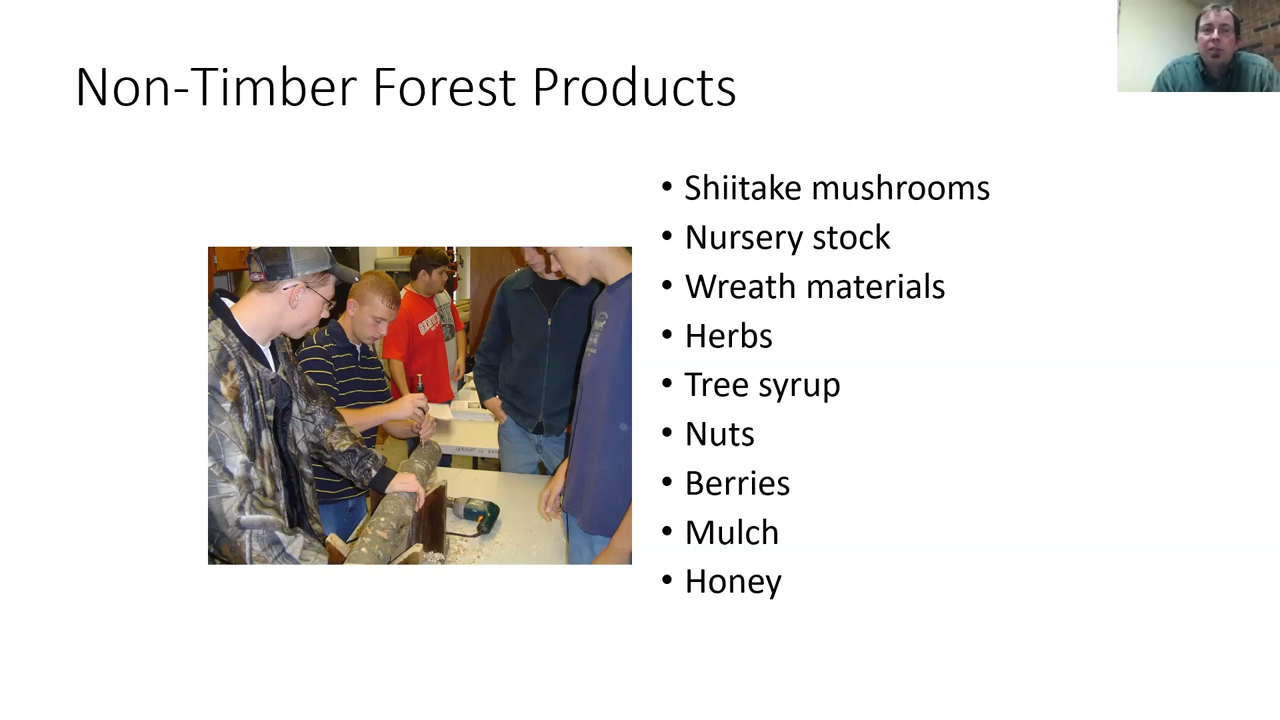 Non-Timber Forest Products
• Shiitake mushrooms
• Nursery stock
• Wreath materials
• Herbs
• Tree syrup
• Nuts
• Berries
• Mulch
• Honey